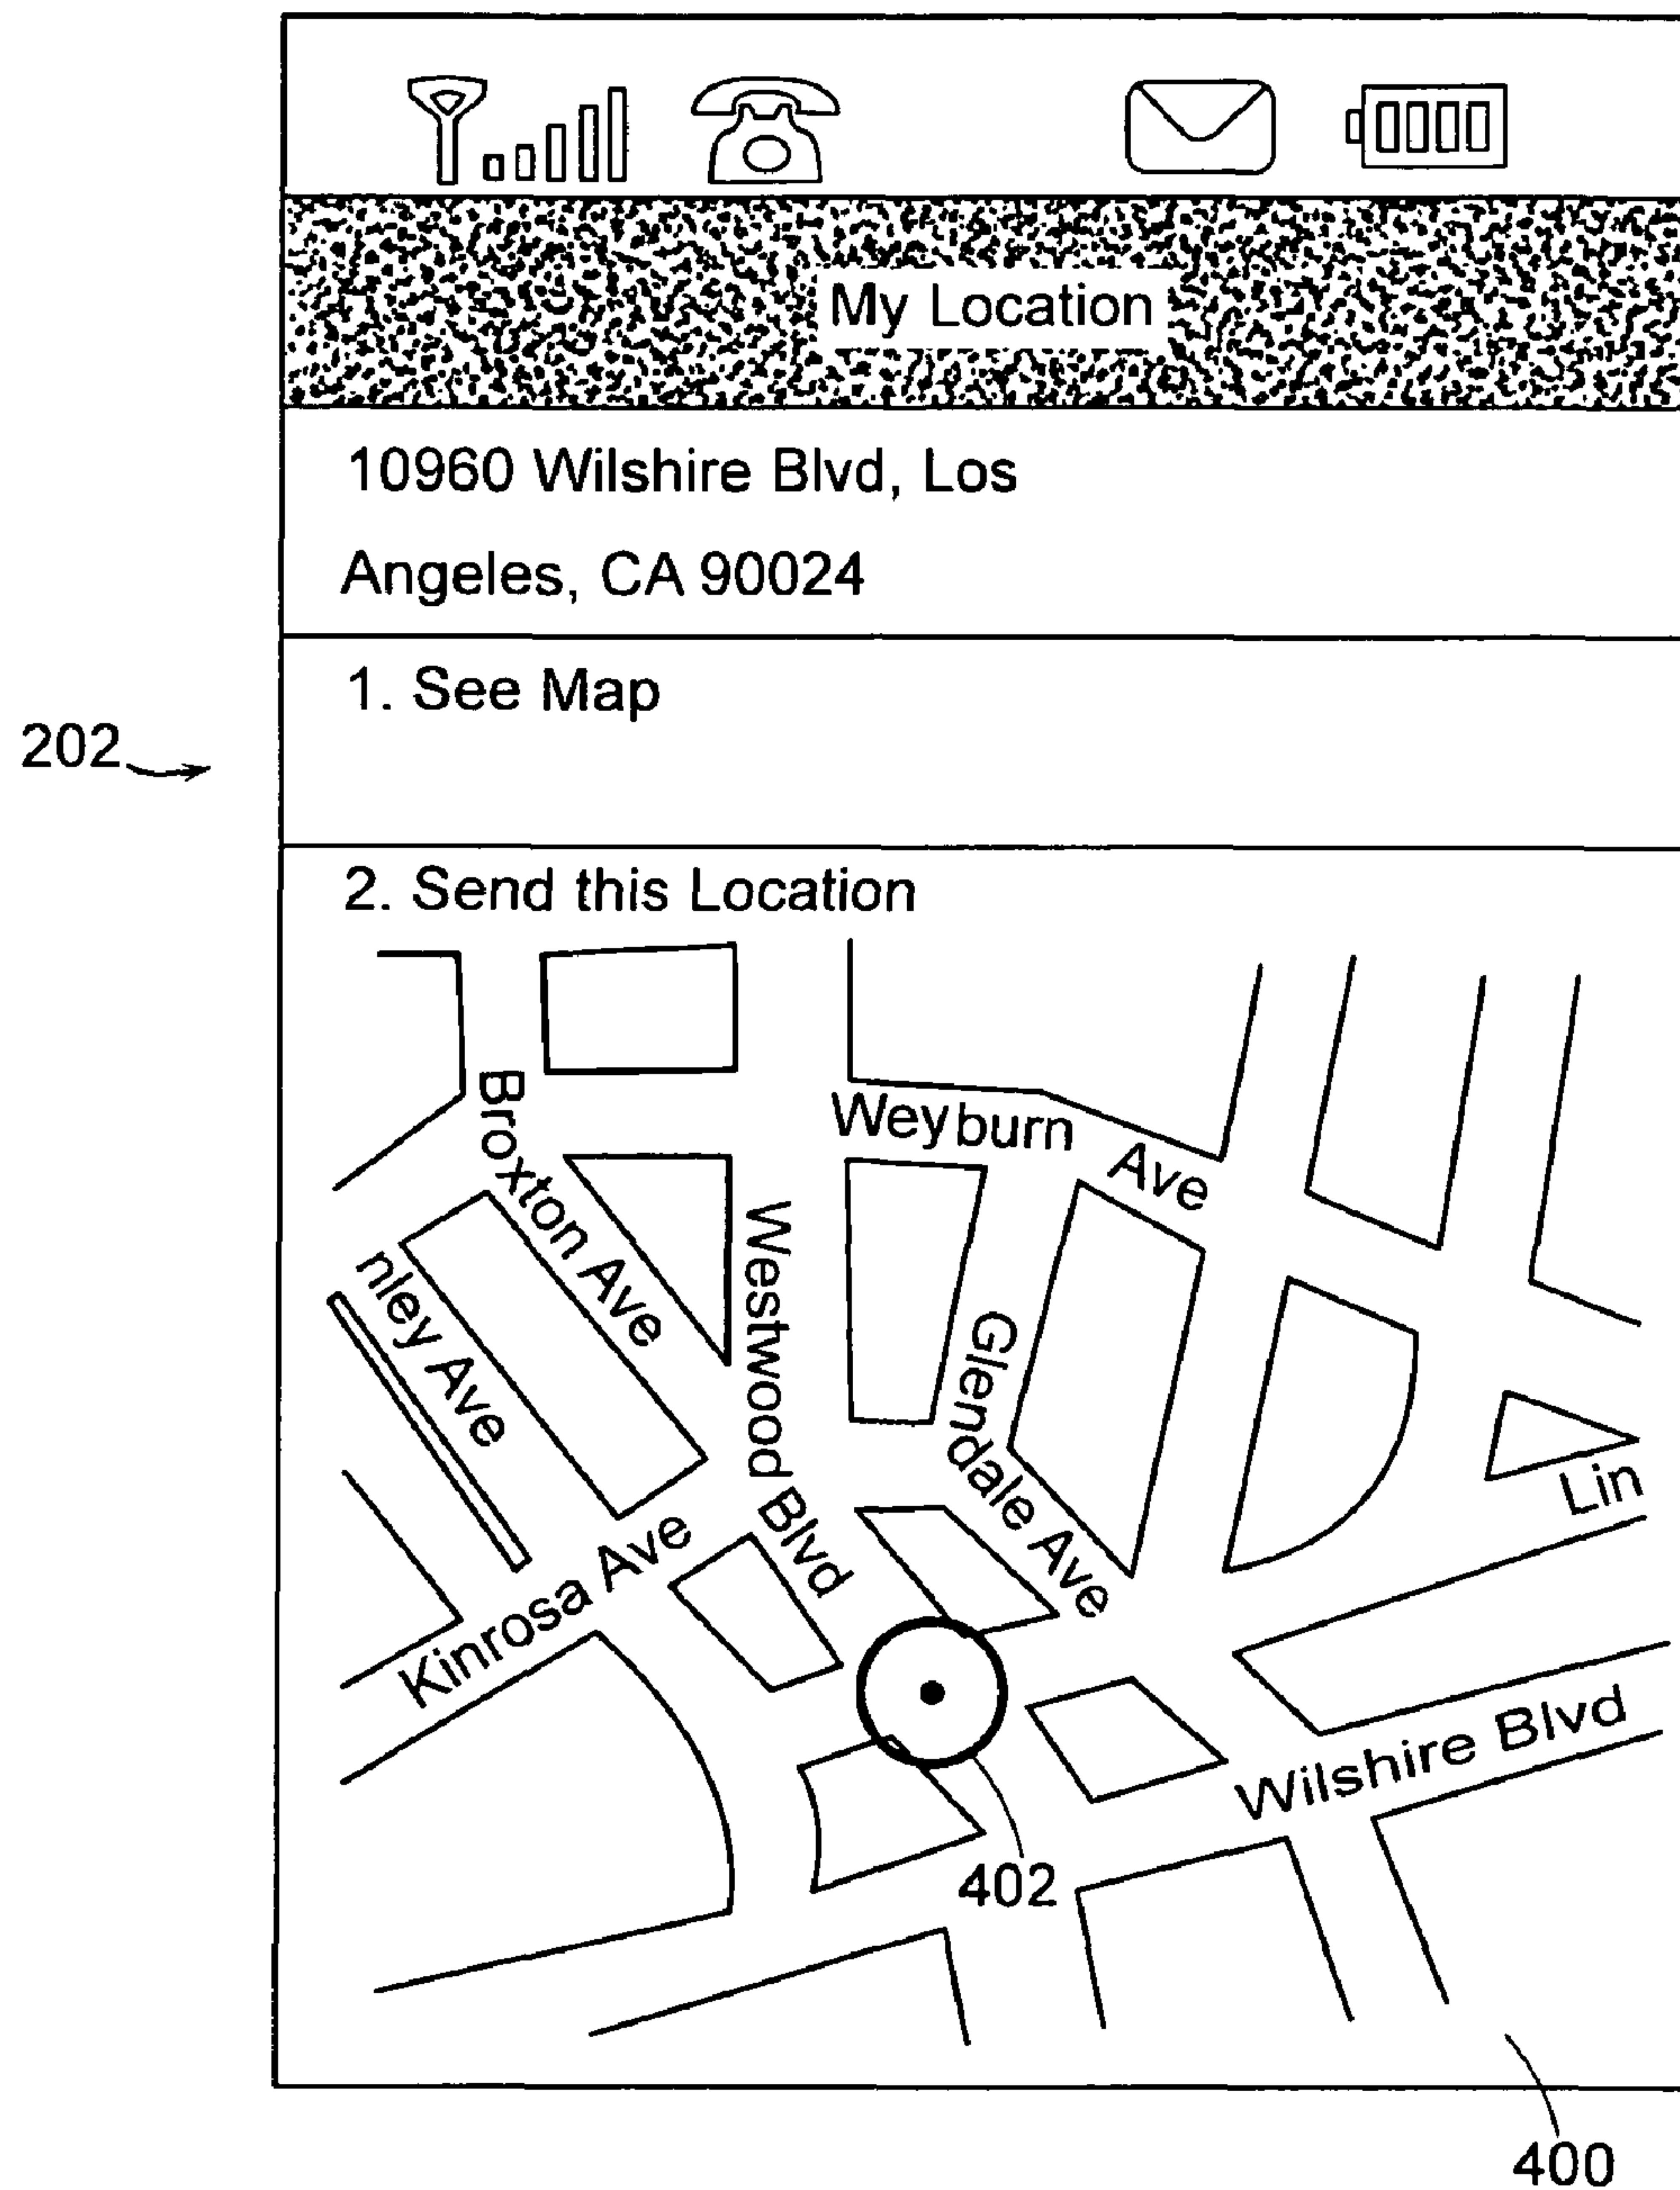 My Location
10960 Wilshire Blvd, Los
Angeles, CA 90024
1. See Map
202
2. Send this Location
Broxton Ave
Weyburn Ave
nley Ave
Westwood Blvd
Glendale Ave
Lin
Kinrosa Ave
Wilshire Blvd
402
400